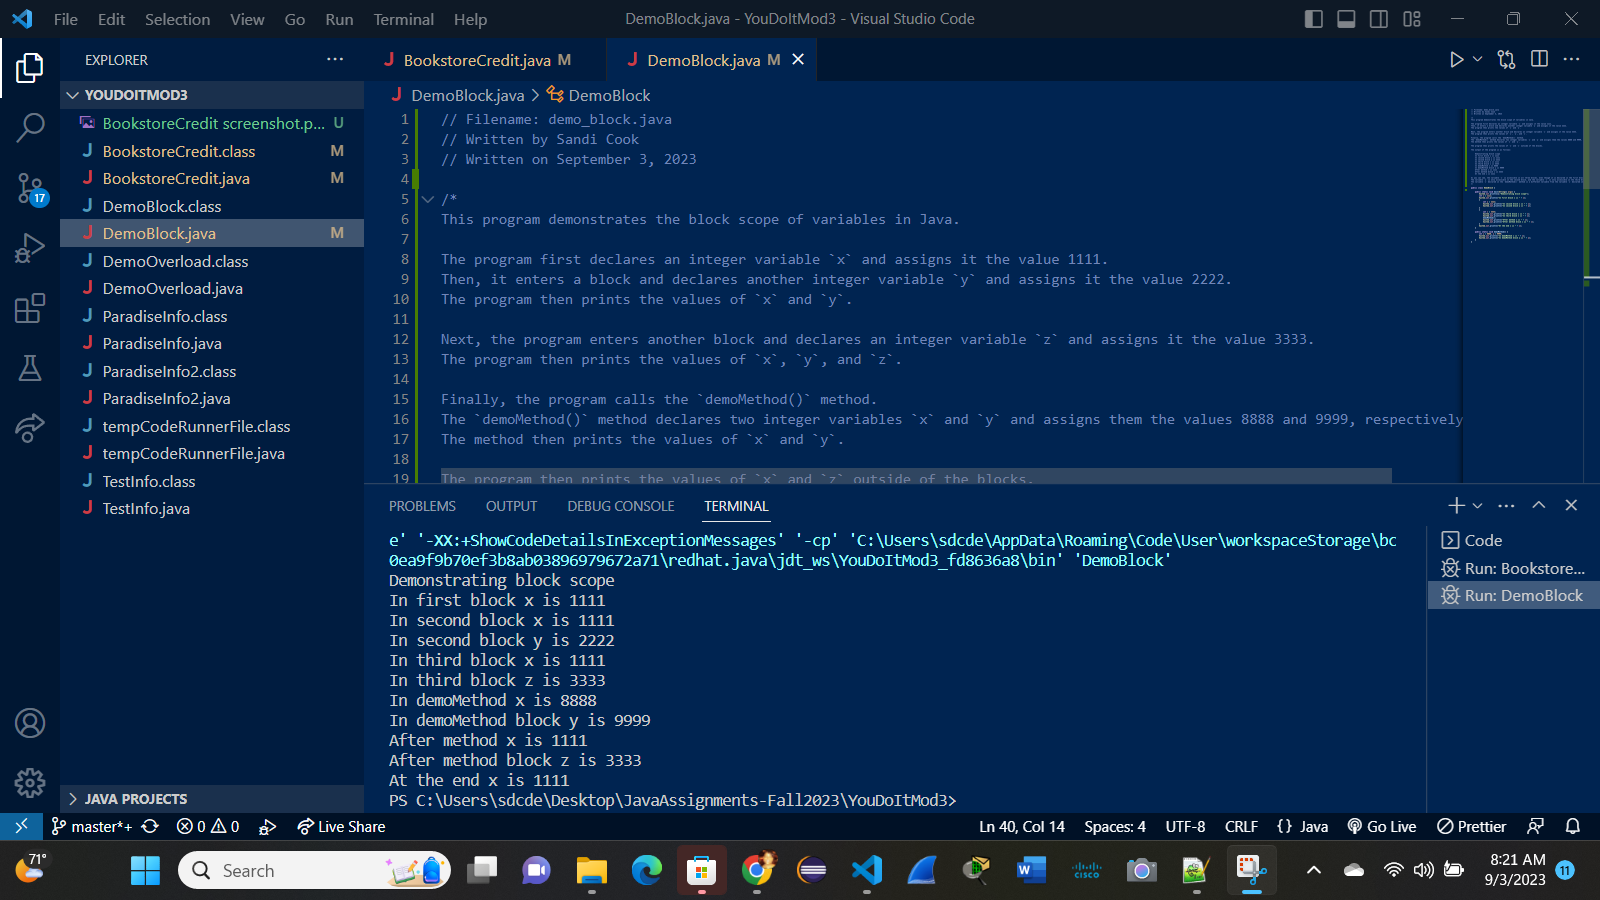 File Edit Selection View Go Run Terminal Help
DemoBlock.java - YouDoItMod3 - Visual Studio Code
EXPLORER
YOUDOITMOD3
BookstoreCredit screenshot.p... U
BookstoreCredit.class M
BookstoreCredit.java M
DemoBlock.class
DemoBlock.java M
DemoOverload.class
DemoOverload.java
ParadiseInfo.class
ParadiseInfo.java
ParadiseInfo2.class
ParadiseInfo2.java
tempCodeRunnerFile.class
tempCodeRunnerFile.java
TestInfo.class
TestInfo.java
JAVA PROJECTS
17
BookstoreCredit.java M
DemoBlock.java M
DemoBlock.java > DemoBlock
1 // Filename: demo_block.java
2 // Written by Sandi Cook
3 // Written on September 3, 2023
4
5 /*
6 This program demonstrates the block scope of variables in Java.
7
8 The program first declares an integer variable `x` and assigns it the value 1111.
9 Then, it enters a block and declares another integer variable `y` and assigns it the value 2222.
10 The program then prints the values of `x` and `y`.
11
12 Next, the program enters another block and declares an integer variable `z` and assigns it the value 3333.
13 The program then prints the values of `x`, `y`, and `z`.
14
15 Finally, the program calls the `demoMethod()` method.
16 The `demoMethod()` method declares two integer variables `x` and `y` and assigns them the values 8888 and 9999, respectively
17 The method then prints the values of `x` and `y`.
18
19 The program then prints the values of `x` and `z` outside of the blocks.
PROBLEMS OUTPUT DEBUG CONSOLE TERMINAL
e' '-XX:+ShowCodeDetailsInExceptionMessages' '-cp' 'C:\Users\sdcde\AppData\Roaming\Code\User\workspaceStorage\bc
0ea9f9b70ef3b8ab03896979672a71\redhat.java\jdt_ws\YouDoItMod3_fd8636a8\bin' 'DemoBlock'
Demonstrating block scope
In first block x is 1111
In second block x is 1111
In second block y is 2222
In third block x is 1111
In third block z is 3333
In demoMethod x is 8888
In demoMethod block y is 9999
After method x is 1111
After method block z is 3333
At the end x is 1111
PS C:\Users\sdcde\Desktop\JavaAssignments-Fall2023\YouDoItMod3>
Code
Run: Bookstore...
Run: DemoBlock
master*+ 0 0 Live Share
Ln 40, Col 14 Spaces: 4 UTF-8 CRLF {} Java Go Live Prettier
71°
Search
CISCO
8:21 AM
9/3/2023
11